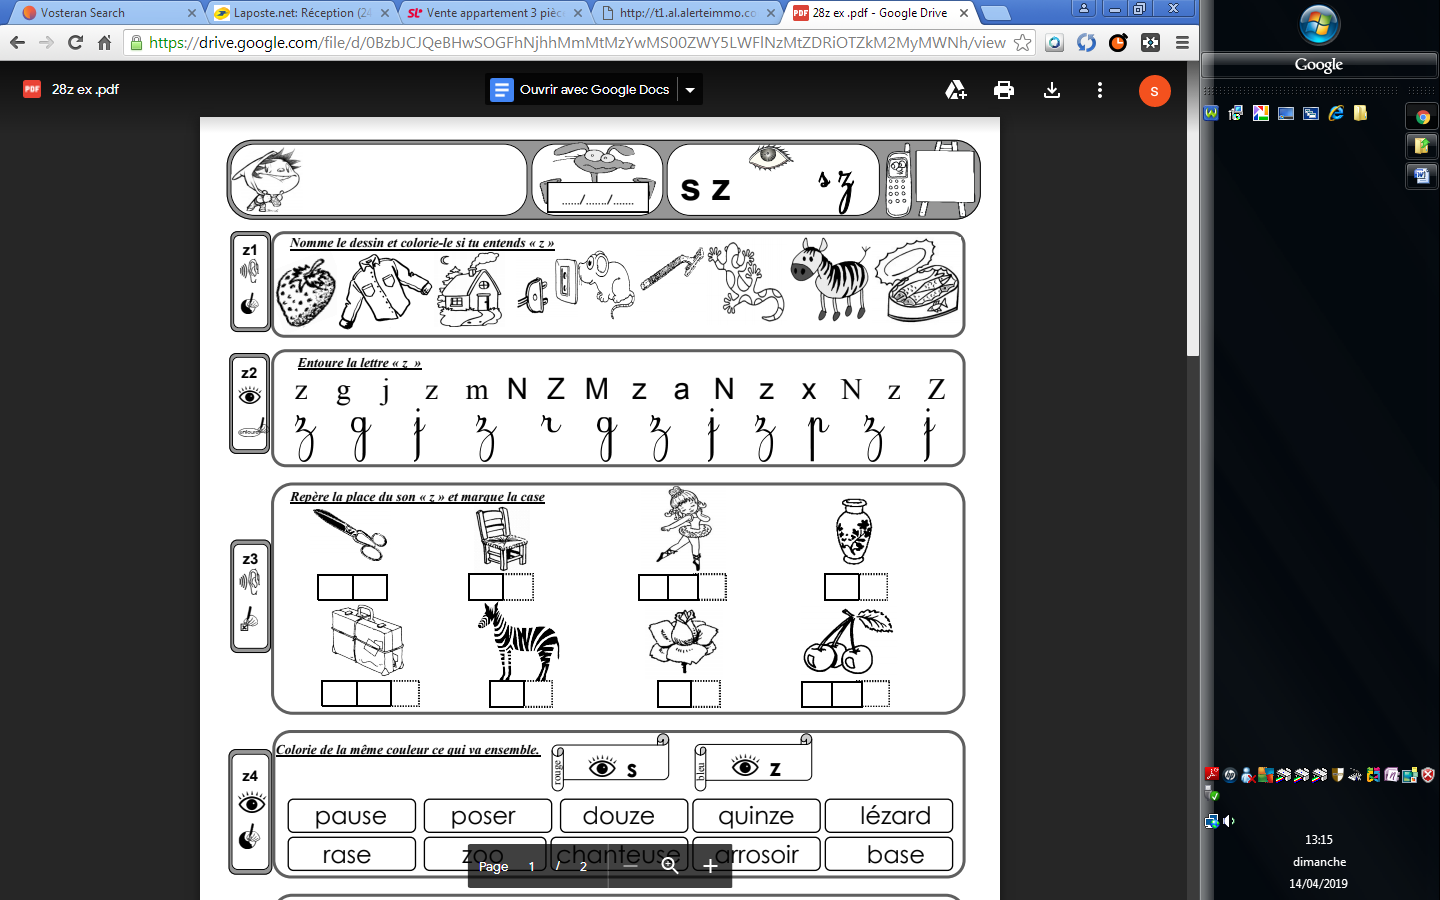 Vosteran Search
Laposte.net: Réception (24
Vente appartement 3 pièc
http://t1.al.alerteimmo.co
28z ex .pdf - Google Drive
https://drive.google.com/file/d/0BzbJCJQeBHwSOGFhNjhhMmMtMzYwMS00ZWY5LWFlNzMtZDRiOTZkM2MyMWNh/view
Google
PDF
28z ex .pdf
Ouvrir avec Google Docs
s
....../ ......./ .......
s z
s z
z1
Nomme le dessin et colorie-le si tu entends « z »
z2
Entoure la lettre « z »
z g j z m N Z M z a N z x N z Z
z g j z r g z j z p z j
z3
Repère la place du son « z » et marque la case
z4
Colorie de la même couleur ce qui va ensemble.
rouge
s
bleu
z
pause poser douze quinze lézard
rase zoo chanteuse arrosoir base
Page 1 / 2
13:15
dimanche
14/04/2019